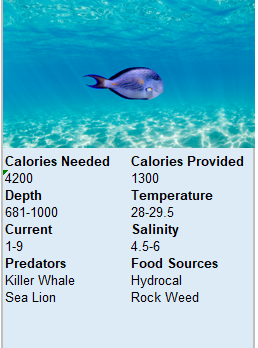 Calories Needed Calories Provided
4200 1300
Depth Temperature
681-1000 28-29.5
Current Salinity
1-9 4.5-6
Predators Food Sources
Killer Whale Hydrocal
Sea Lion Rock Weed